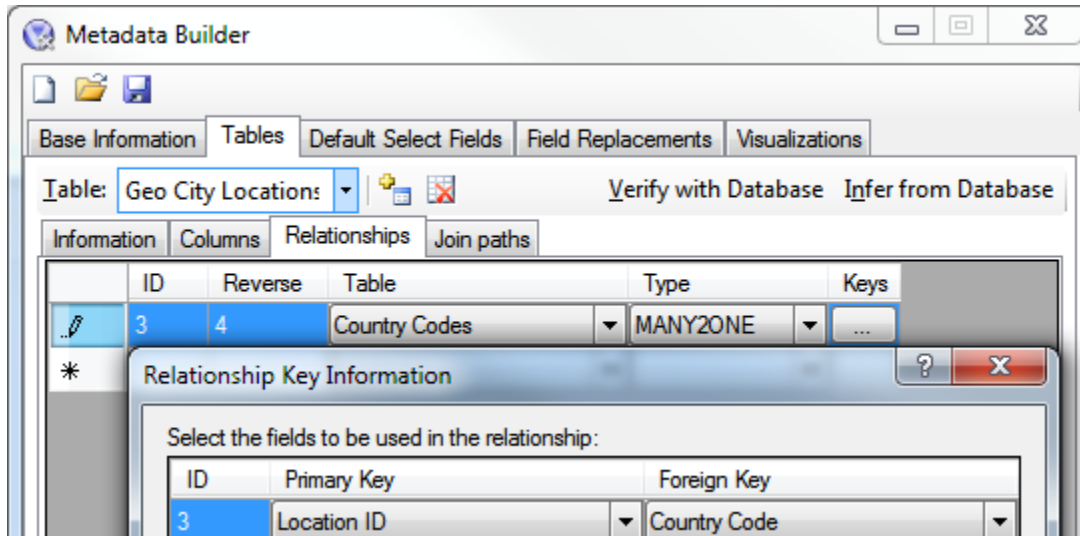 Metadata Builder
Base Information Tables Default Select Fields Field Replacements Visualizations
Table: Geo City Locations Verify with Database Infer from Database
Information Columns Relationships Join paths
ID Reverse Table Type Keys
3 4 Country Codes MANY2ONE ...
*
Relationship Key Information ?
Select the fields to be used in the relationship:
ID Primary Key Foreign Key
3 Location ID Country Code